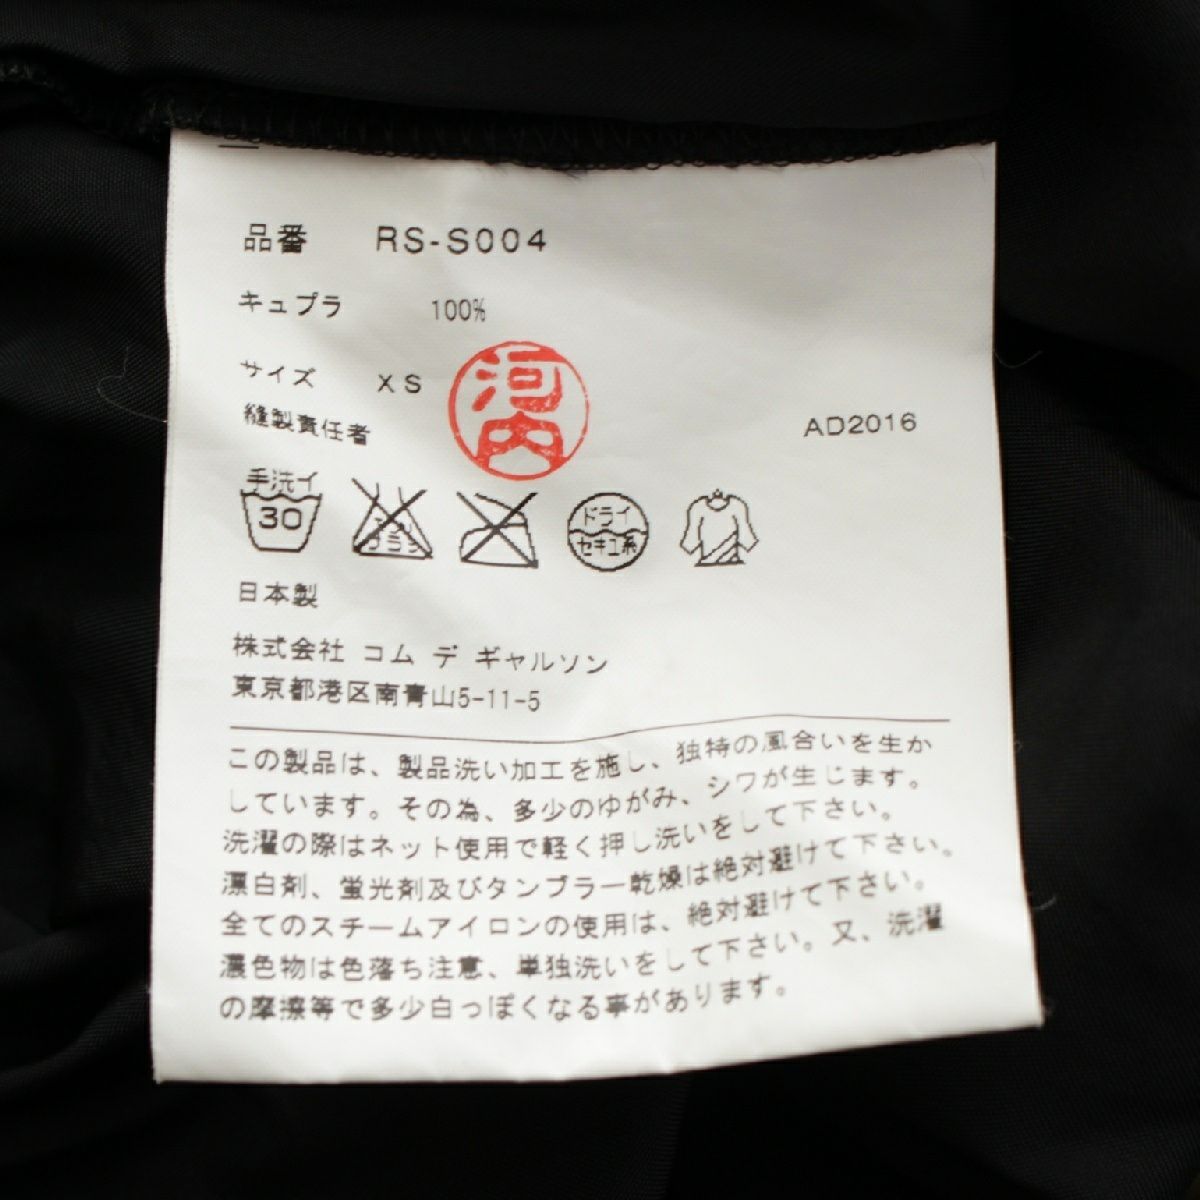 品番 RS-S004
キュプラ 100%
サイズ XS
縫製責任者
河内
AD2016
手洗イ
30
エンソ
サラシ
ドライ
セキユ系
日本製
株式会社 コム デ ギャルソン
東京都港区南青山5-11-5
この製品は、製品洗い加工を施し、独特の風合いを生か
しています。その為、多少のゆがみ、シワが生じます。
洗濯の際はネット使用で軽く押し洗いをして下さい。
漂白剤、蛍光剤及びタンブラー乾燥は絶対避けて下さい。
全てのスチームアイロンの使用は、絶対避けて下さい。
濃色物は色落ち注意、単独洗いをして下さい。又、洗濯
の摩擦等で多少白っぽくなる事があります。